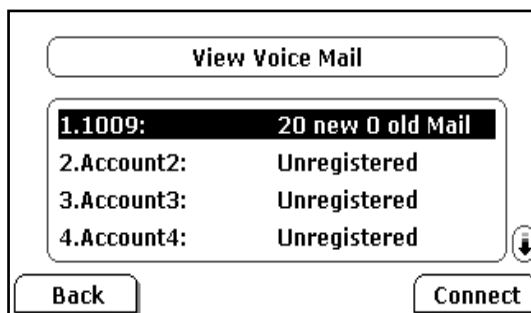 View Voice Mail
1.1009: 20 new 0 old Mail
2.Account2: Unregistered
3.Account3: Unregistered
4.Account4: Unregistered
Back Connect